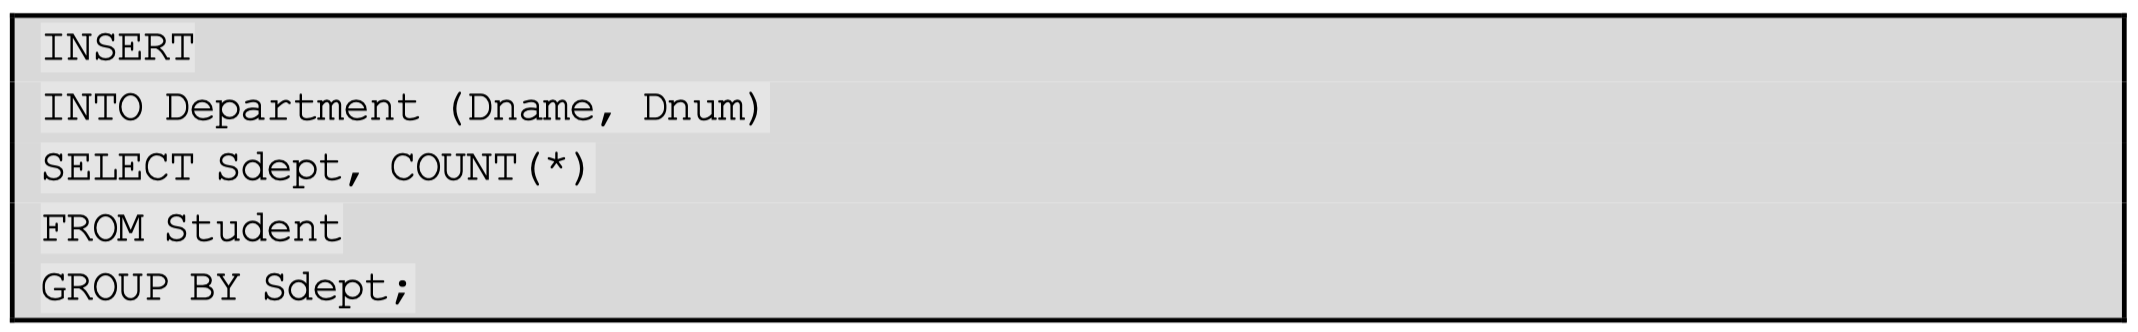 INSERT
INTO Department (Dname, Dnum)
SELECT Sdept, COUNT(*)
FROM Student
GROUP BY Sdept;